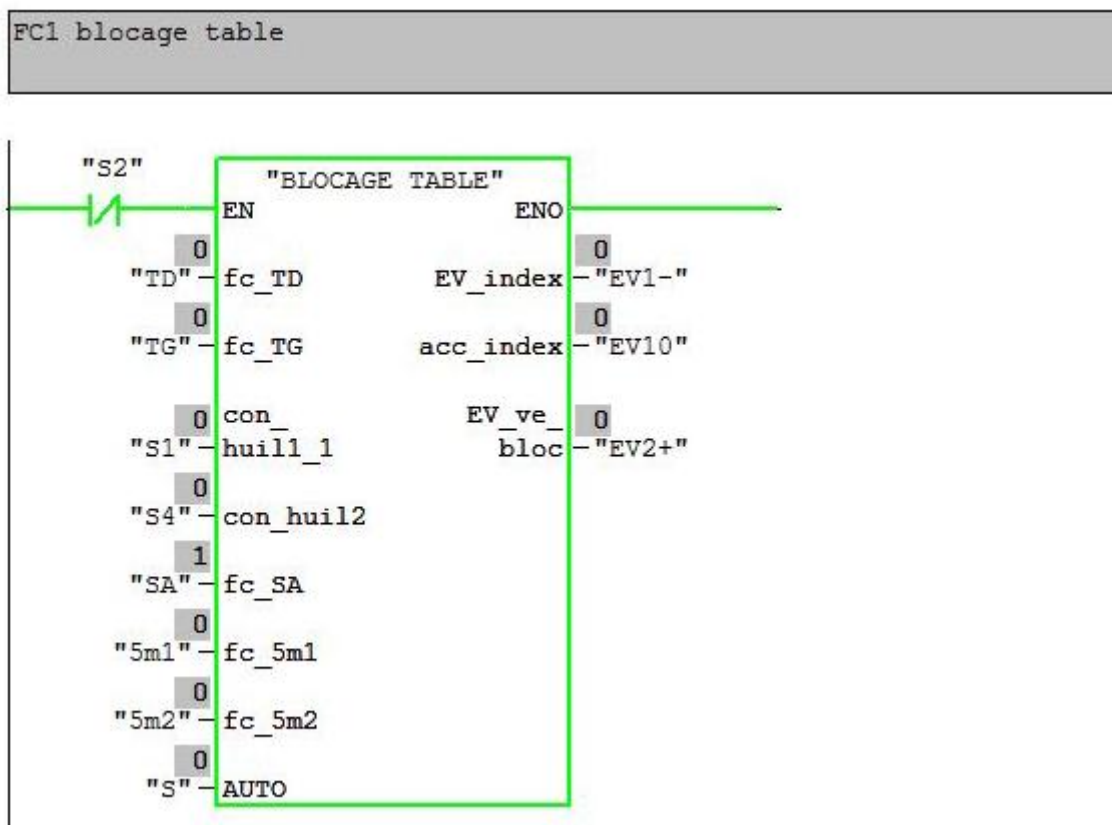 FC1 blocage table
"S2"
"BLOCAGE TABLE"
EN ENO
0 0
"TD" fc_TD EV_index "EV1-"
0 0
"TG" fc_TG acc_index "EV10"
0 con_ EV_ve_ 0
"S1" huil1_1 bloc "EV2+"
0
"S4" con_huil2
1
"SA" fc_SA
0
"5m1" fc_5m1
0
"5m2" fc_5m2
0
"S" AUTO